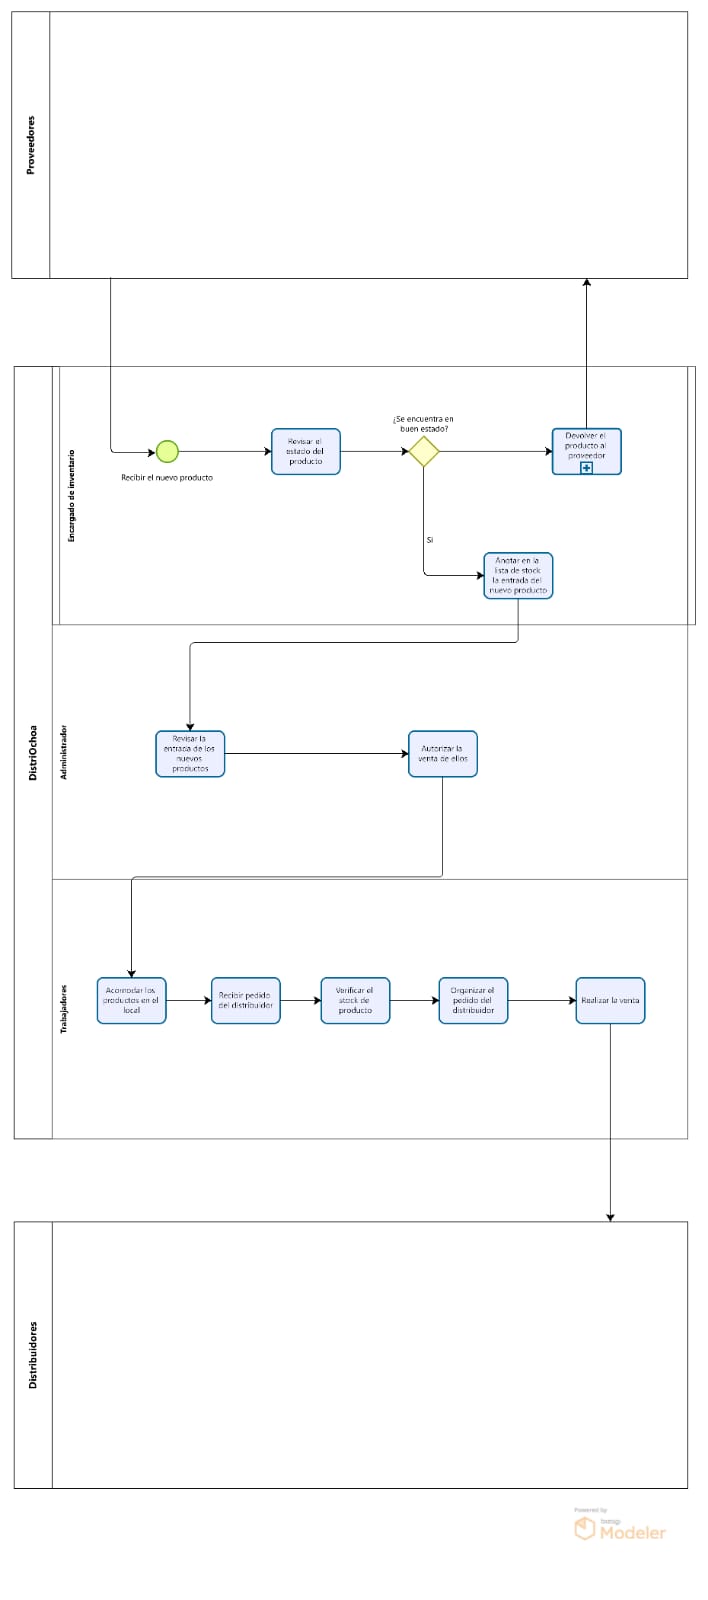 Proveedores
¿Se encuentra en
buen estado?
Revisar el
estado del
producto
Devolver el
producto al
proveedor
Recibir el nuevo producto
Encargado de inventario
Si
Anotar en la
lista de stock
la entrada del
nuevo producto
DistriOchoa
Administrador
Revisar la
entrada de los
nuevos
productos
Autorizar la
venta de ellos
Trabajadores
Acomodar los
productos en el
local
Recibir pedido
del distribuidor
Verificar el
stock de
producto
Organizar el
pedido del
distribuidor
Realizar la venta
Distribuidores
Powered by
bizagi
Modeler